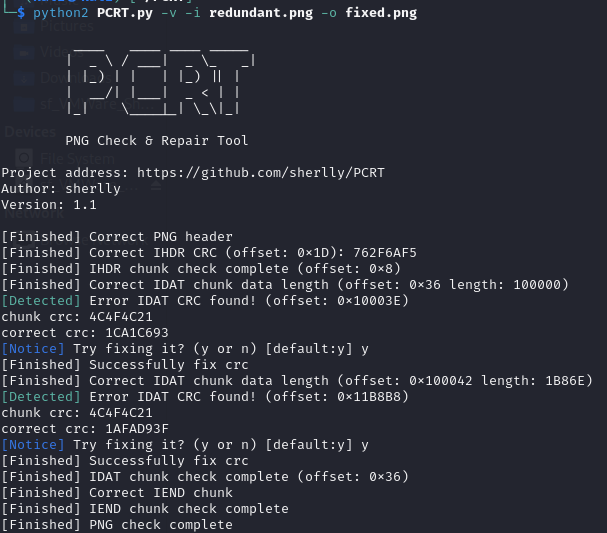 └─$ python2 PCRT.py -v -i redundant.png -o fixed.png
PCRT
PNG Check & Repair Tool
Project address: https://github.com/sherlly/PCRT
Author: sherlly
Version: 1.1
[Finished] Correct PNG header
[Finished] Correct IHDR CRC (offset: 0×1D): 762F6AF5
[Finished] IHDR chunk check complete (offset: 0×8)
[Finished] Correct IDAT chunk data length (offset: 0×36 length: 100000)
[Detected] Error IDAT CRC found! (offset: 0×10003E)
chunk crc: 4C4F4C21
correct crc: 1CA1C693
[Notice] Try fixing it? (y or n) [default:y] y
[Finished] Successfully fix crc
[Finished] Correct IDAT chunk data length (offset: 0×100042 length: 1B86E)
[Detected] Error IDAT CRC found! (offset: 0×11B8B8)
chunk crc: 4C4F4C21
correct crc: 1AFAD93F
[Notice] Try fixing it? (y or n) [default:y] y
[Finished] Successfully fix crc
[Finished] IDAT chunk check complete (offset: 0×36)
[Finished] Correct IEND chunk
[Finished] IEND chunk check complete
[Finished] PNG check complete